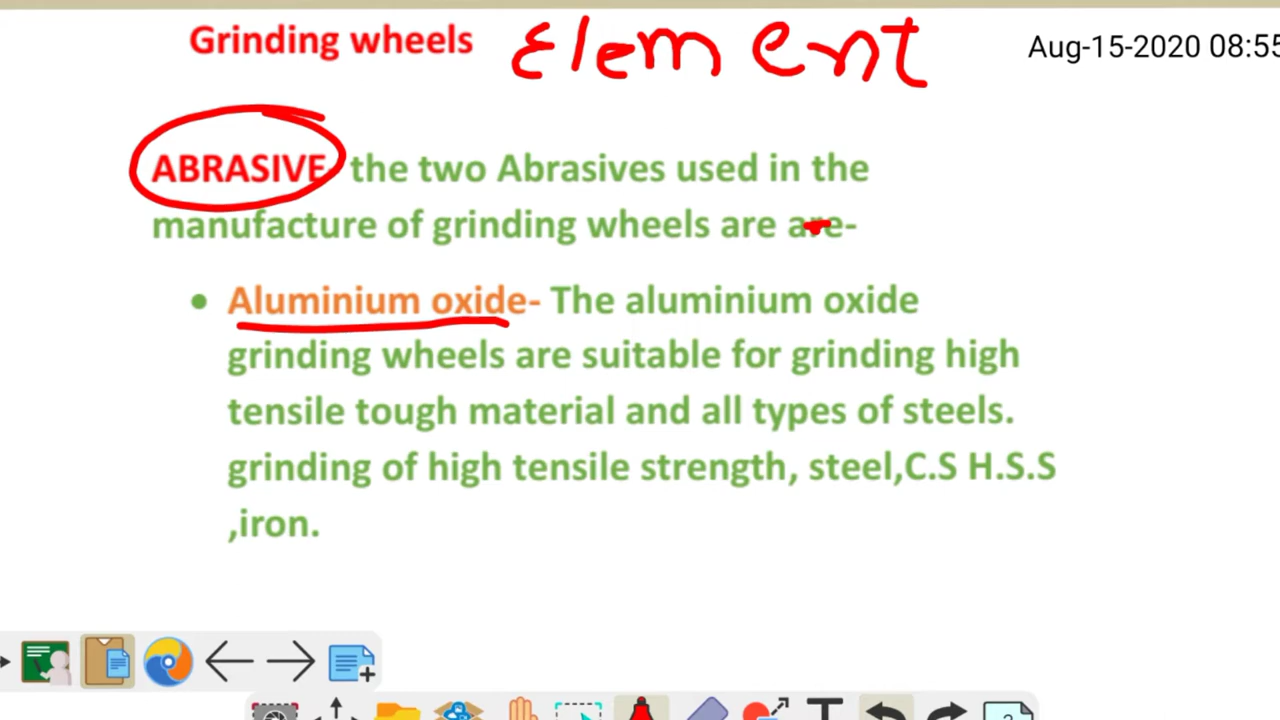 Grinding wheels Element
Aug-15-2020 08:55
ABRASIVE the two Abrasives used in the
manufacture of grinding wheels are are-
• Aluminium oxide- The aluminium oxide
grinding wheels are suitable for grinding high
tensile tough material and all types of steels.
grinding of high tensile strength, steel,C.S H.S.S
,iron.